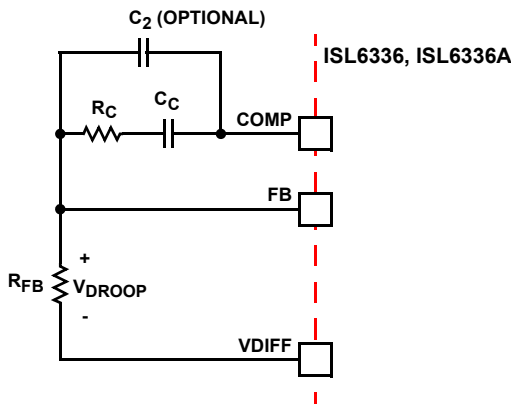 C2 (OPTIONAL)
ISL6336, ISL6336A
RC
CC
COMP
FB
+
RFB
VDROOP
-
VDIFF